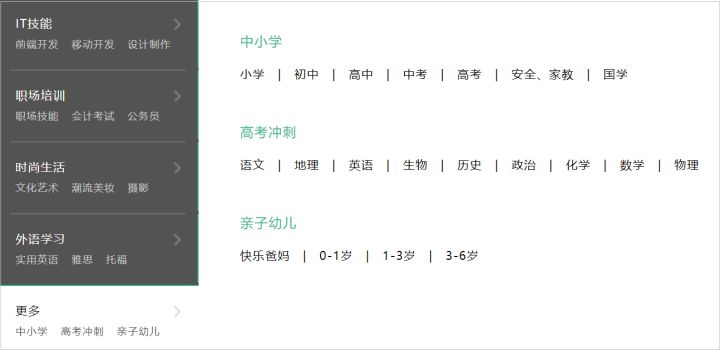 IT技能
前端开发 移动开发 设计制作
职场培训
职场技能 会计考试 公务员
时尚生活
文化艺术 潮流美妆 摄影
外语学习
实用英语 雅思 托福
更多
中小学 高考冲刺 亲子幼儿
中小学
小学 | 初中 | 高中 | 中考 | 高考 | 安全、家教 | 国学
高考冲刺
语文 | 地理 | 英语 | 生物 | 历史 | 政治 | 化学 | 数学 | 物理
亲子幼儿
快乐爸妈 | 0-1岁 | 1-3岁 | 3-6岁